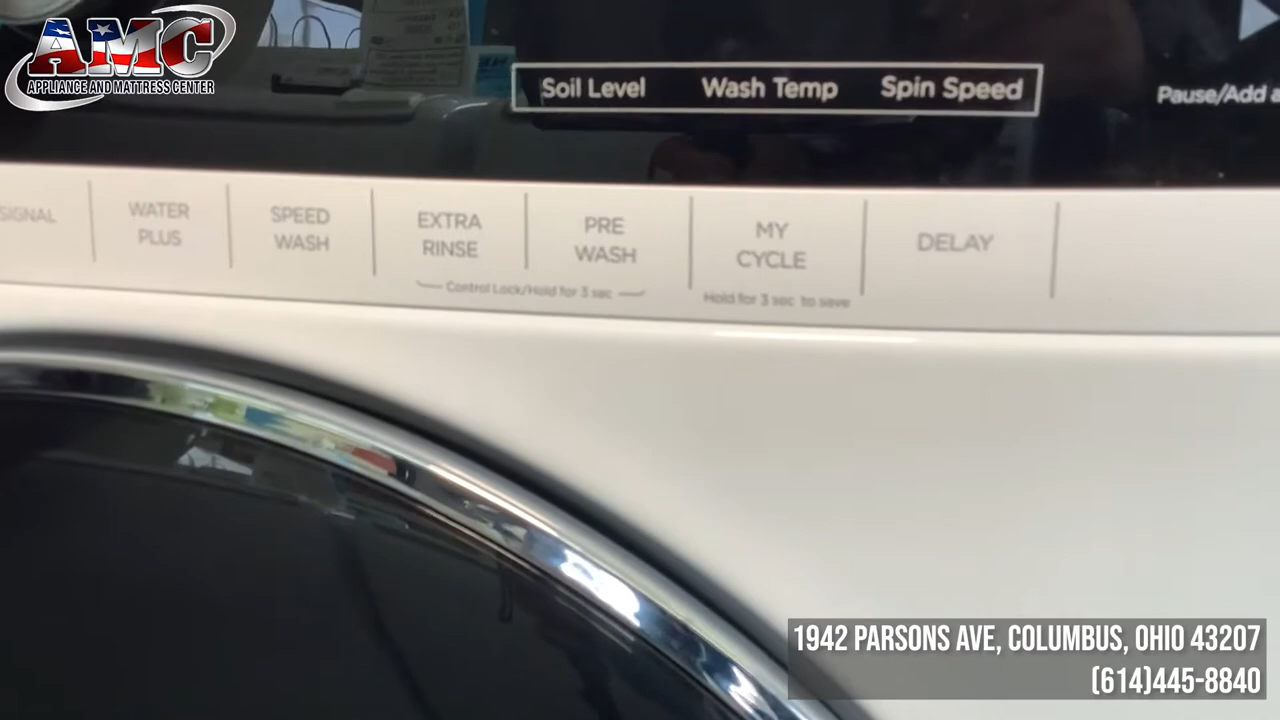 AMC
APPLIANCE AND MATTRESS CENTER
Soil Level Wash Temp Spin Speed
Pause/Add a
SIGNAL
WATER
PLUS
SPEED
WASH
EXTRA
RINSE
PRE
WASH
MY
CYCLE
DELAY
Control Lock/Hold for 3 sec
Hold for 3 sec to save
1942 PARSONS AVE, COLUMBUS, OHIO 43207
(614)445-8840